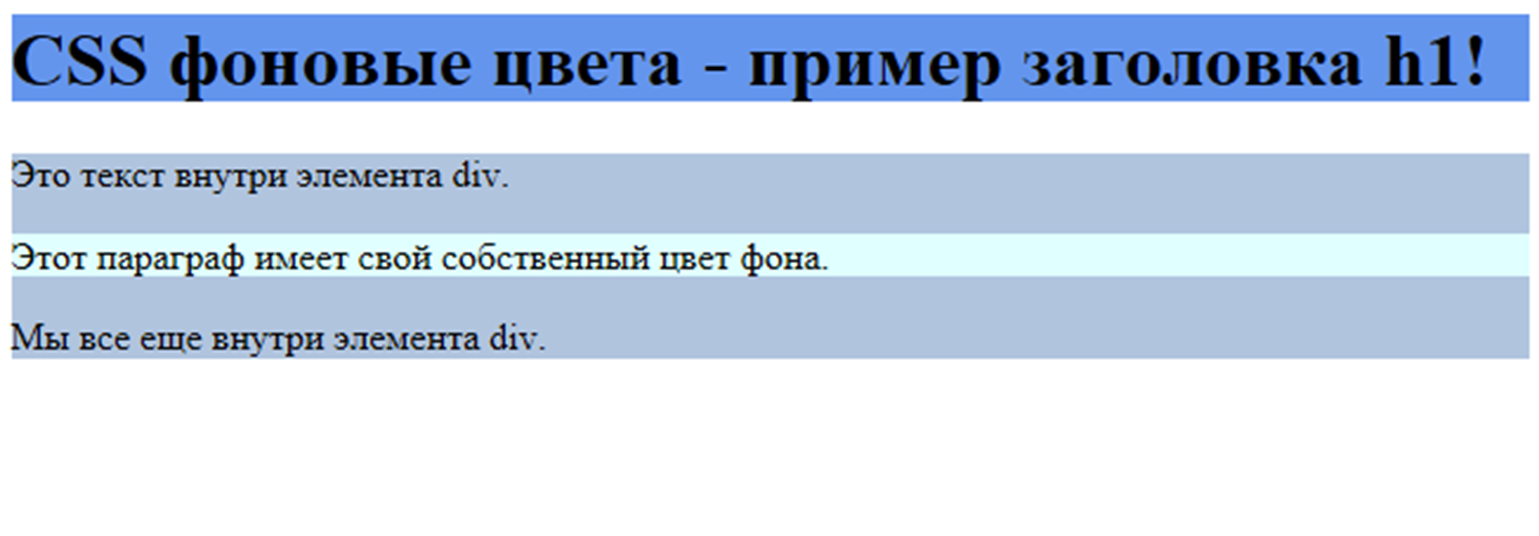 CSS фоновые цвета - пример заголовка h1!
Это текст внутри элемента div.
Этот параграф имеет свой собственный цвет фона.
Мы все еще внутри элемента div.